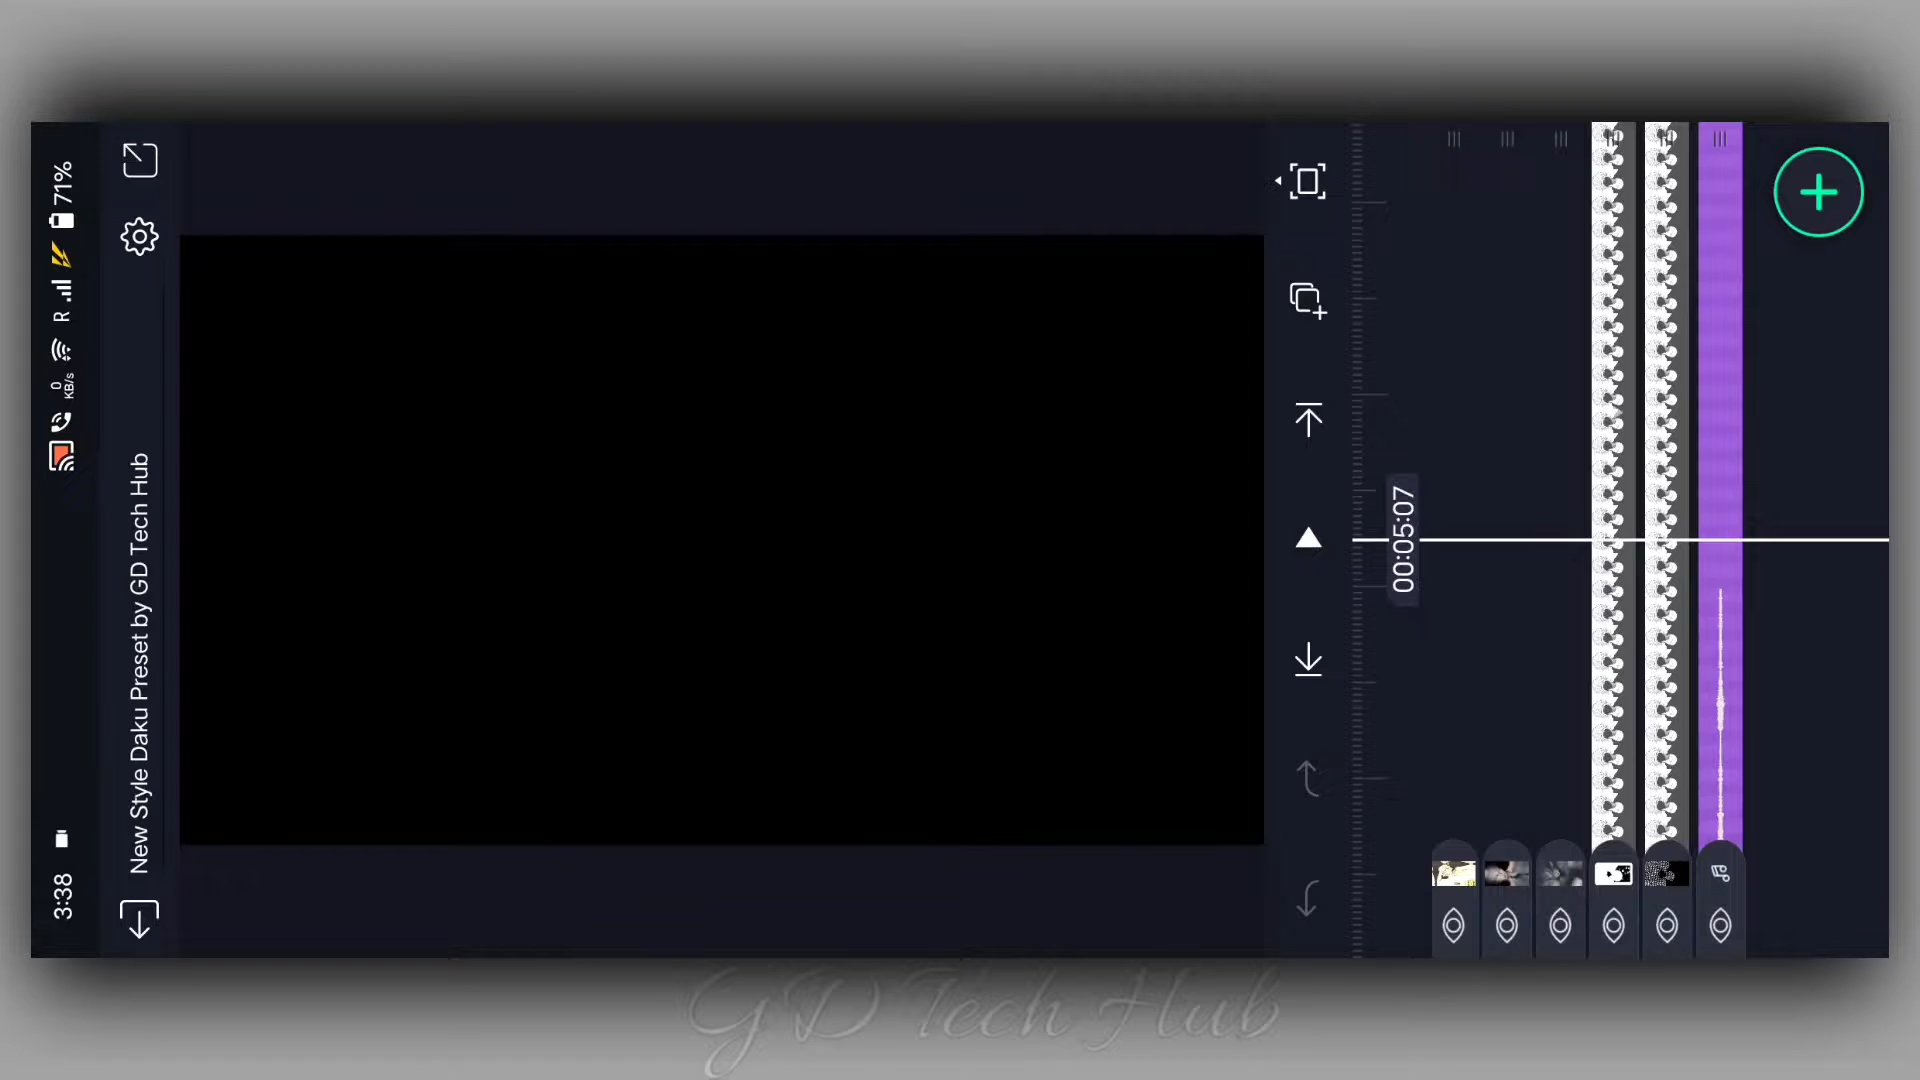 3:38
0 KB/s
R
71%
New Style Daku Preset by GD Tech Hub
00:05:07
GD Tech Hub